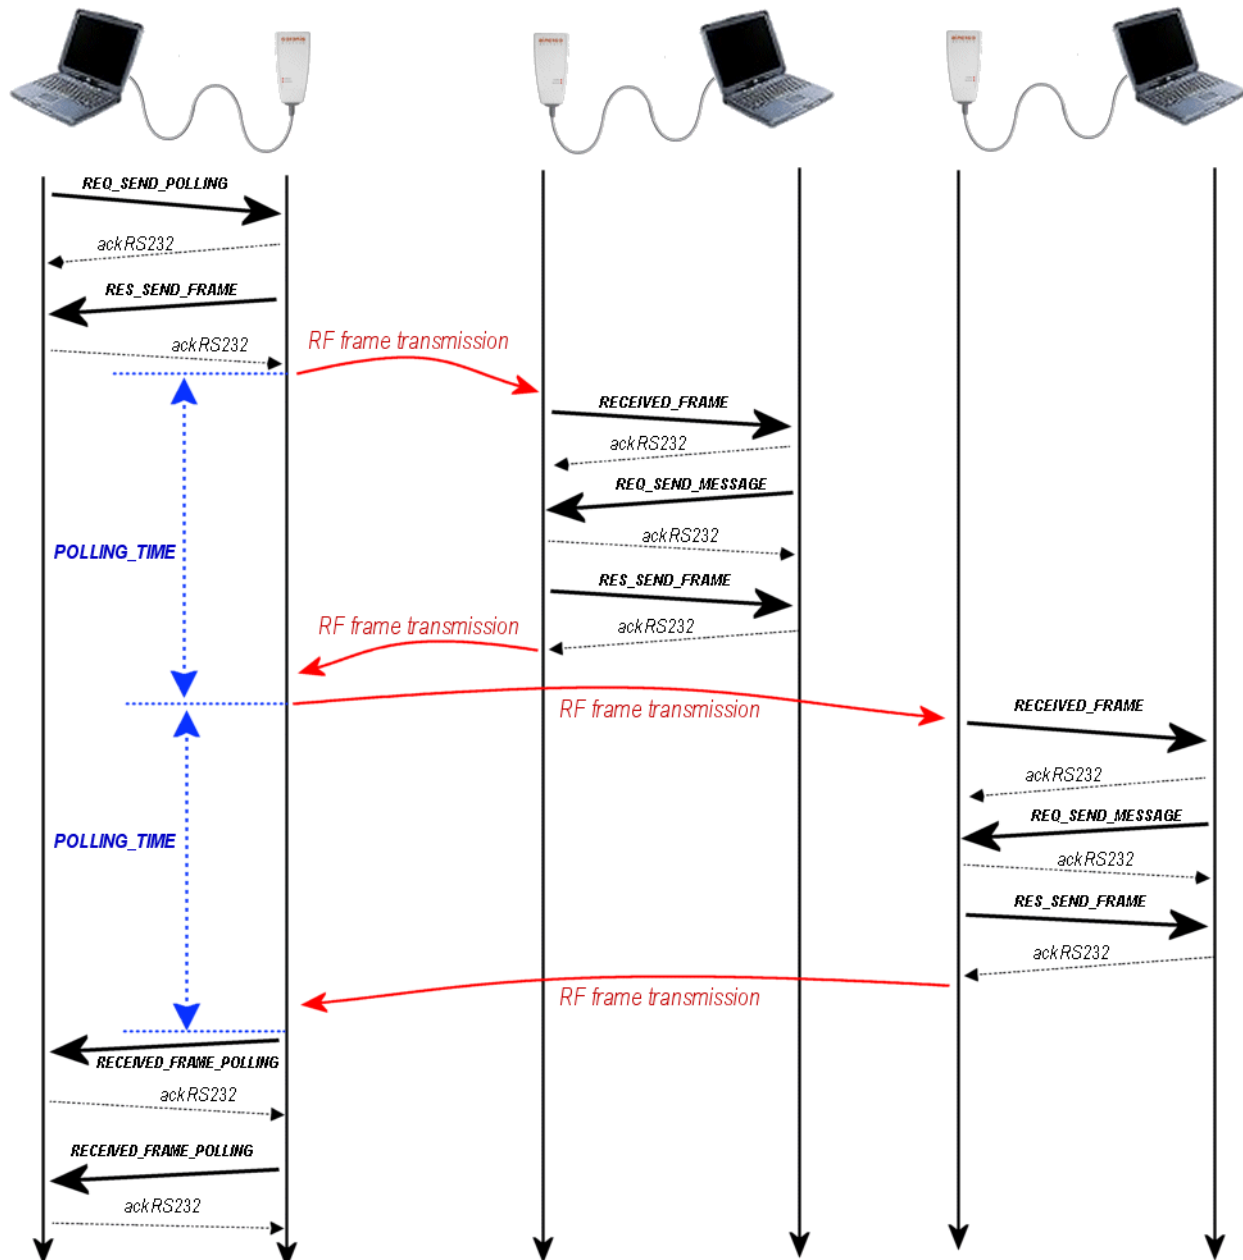 REQ_SEND_POLLING
ackRS232
RES_SEND_FRAME
ackRS232
RF frame transmission
RECEIVED_FRAME
ackRS232
REQ_SEND_MESSAGE
ackRS232
POLLING_TIME
RES_SEND_FRAME
ackRS232
RF frame transmission
RF frame transmission
RECEIVED_FRAME
ackRS232
REQ_SEND_MESSAGE
POLLING_TIME
ackRS232
RES_SEND_FRAME
ackRS232
RF frame transmission
RECEIVED_FRAME_POLLING
ackRS232
RECEIVED_FRAME_POLLING
ackRS232